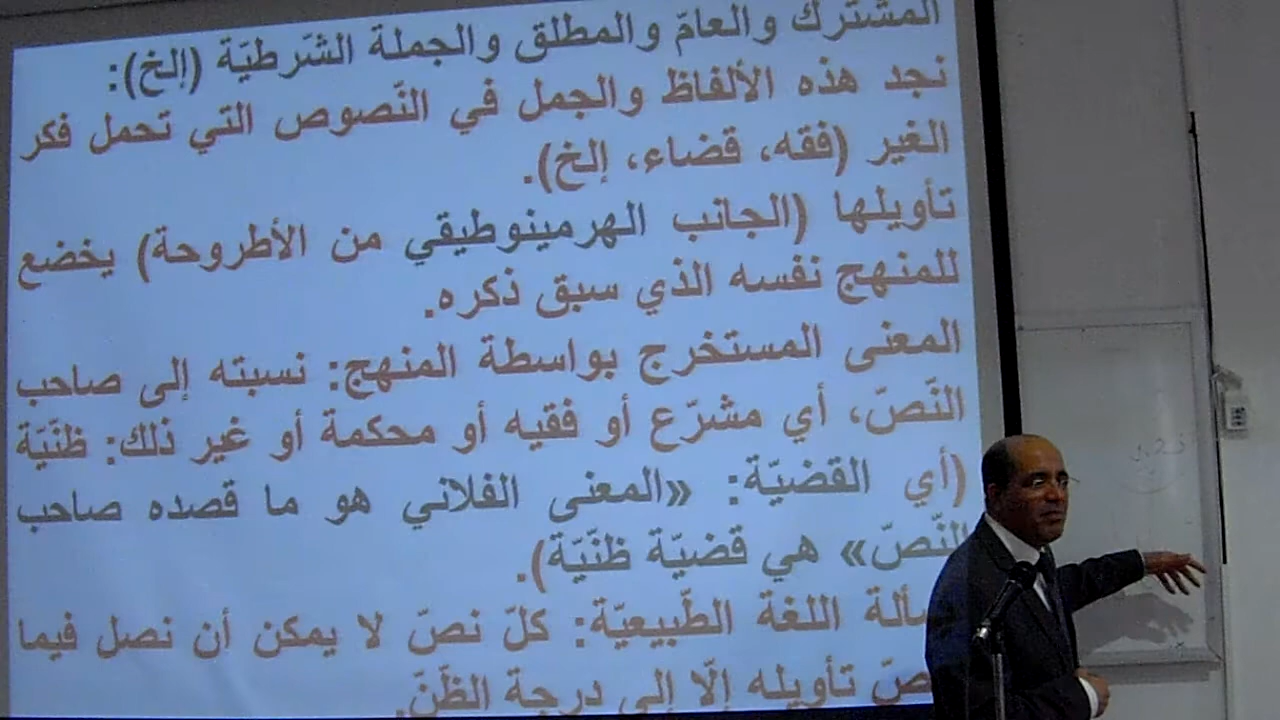 المشترك والعامّ والمطلق والجملة الشّرطيّة (إلخ):
نجد هذه الألفاظ والجمل في النّصوص التي تحمل فكر
الغير (فقه، قضاء، إلخ).
تأويلها (الجانب الهرمينوطيقي من الأطروحة) يخضع
للمنهج نفسه الذي سبق ذكره.
المعنى المستخرج بواسطة المنهج: نسبته إلى صاحب
النّصّ، أي مشرّع أو فقيه أو محكمة أو غير ذلك: ظنّيّة
(أي القضيّة: «المعنى الفلاني هو ما قصده صاحب
النّصّ» هي قضيّة ظنّيّة).
اللغة الطّبيعيّة: كلّ نصّ لا يمكن أن نصل فيما
تأويله إلّا إلى درجة الظّنّ.